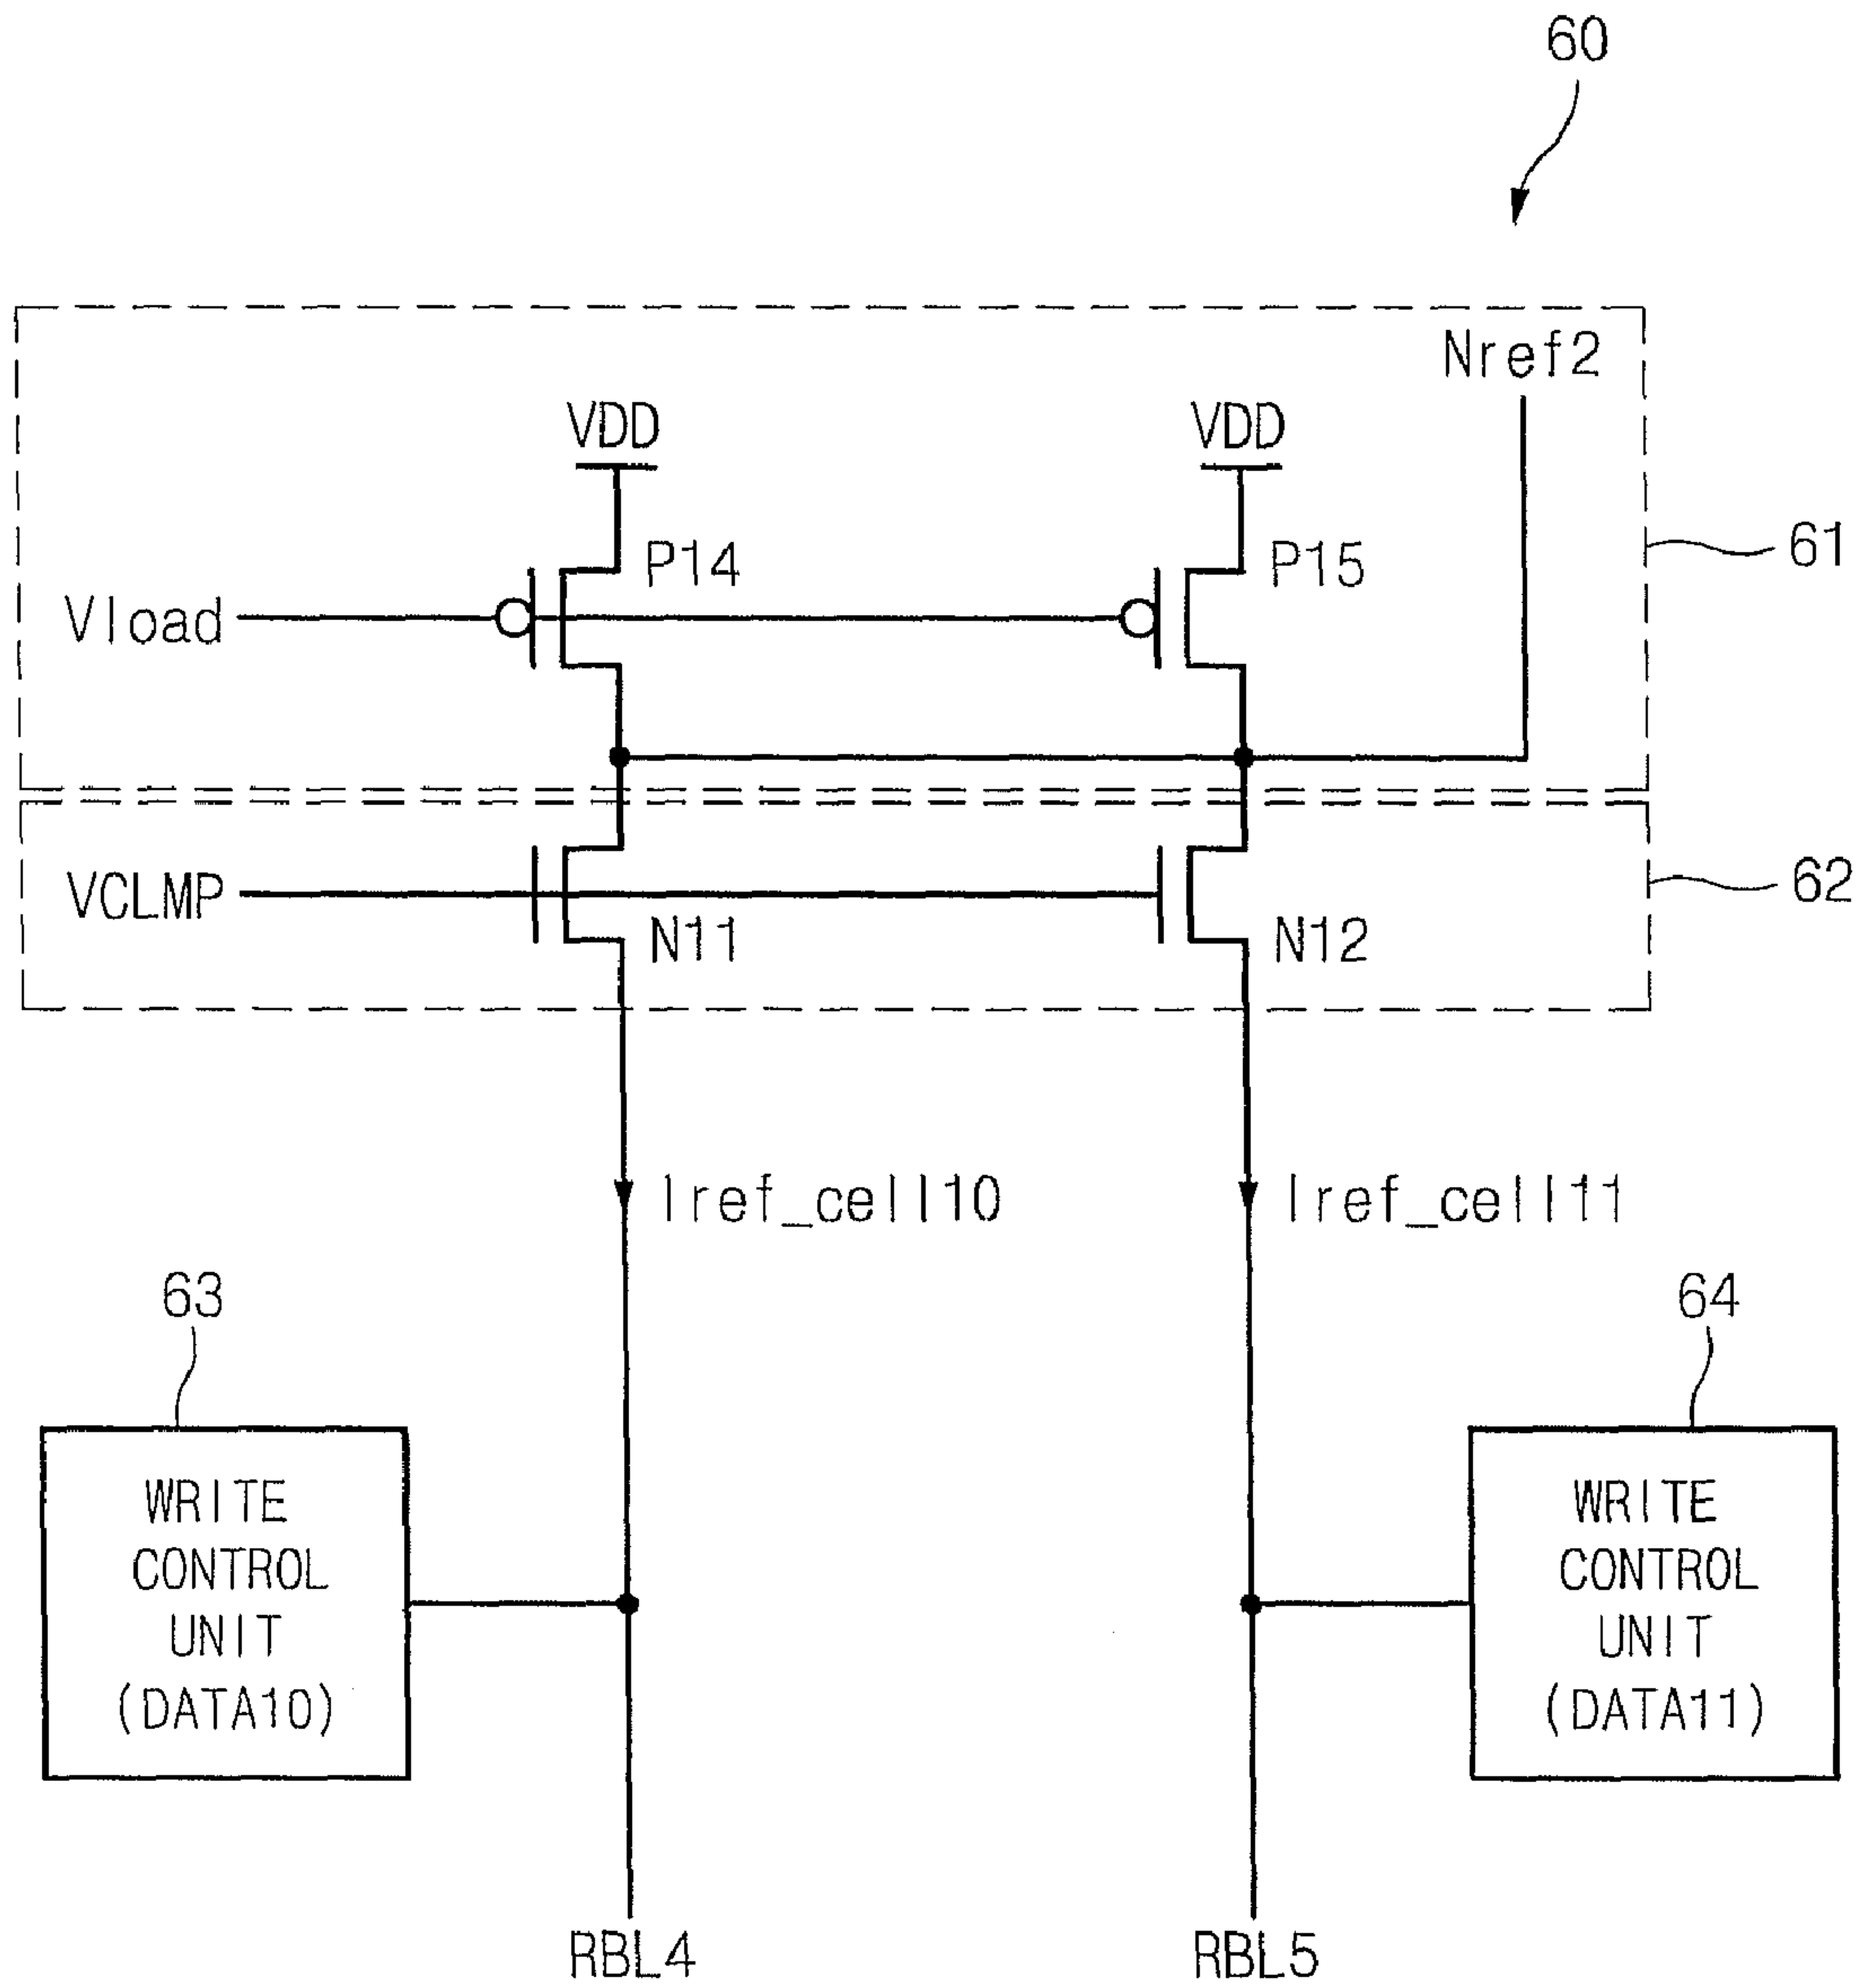 60
Nref2
VDD
VDD
P14
P15
61
Vload
VCLMP
62
N11
N12
Iref_cell10
Iref_cell11
63
64
WRITE
CONTROL
UNIT
(DATA10)
WRITE
CONTROL
UNIT
(DATA11)
RBL4
RBL5